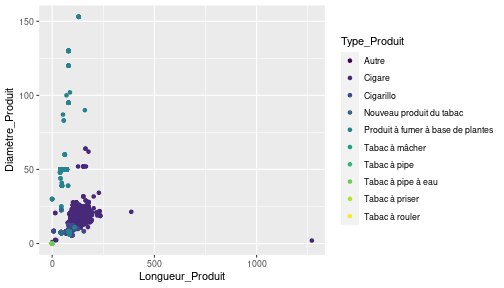 150
100
50
0
Diamètre_Produit
0
500
1000
Longueur_Produit
Type_Produit
Autre
Cigare
Cigarillo
Nouveau produit du tabac
Produit à fumer à base de plantes
Tabac à mâcher
Tabac à pipe
Tabac à pipe à eau
Tabac à priser
Tabac à rouler